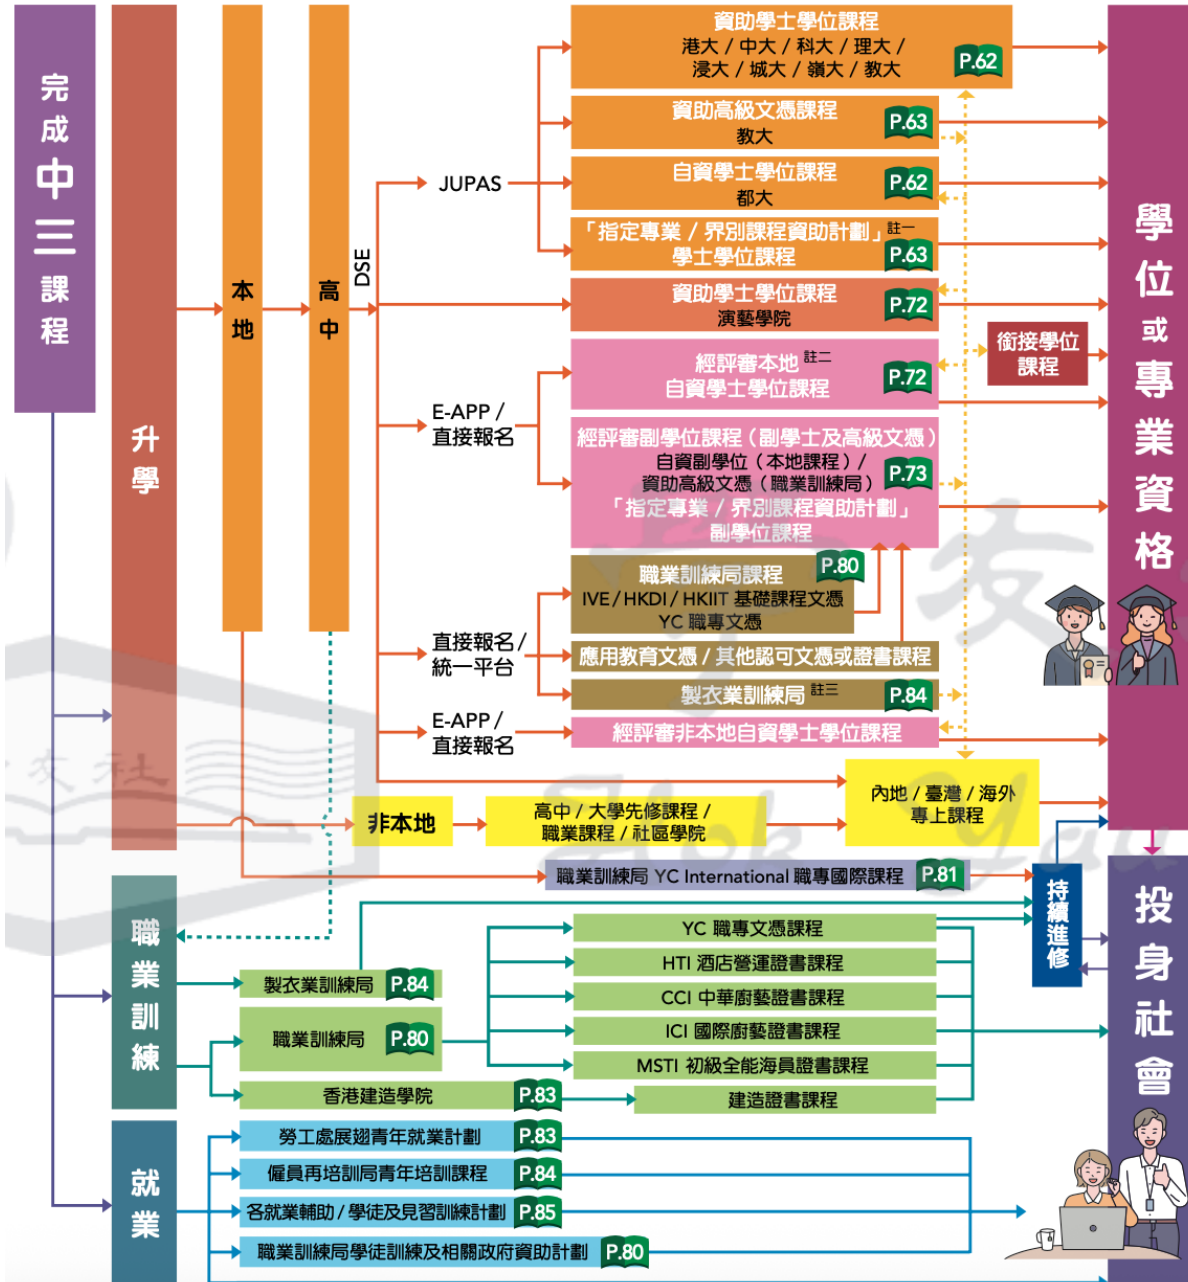 完成中三課程
升學
本地
高中
DSE
JUPAS
資助學士學位課程
港大 / 中大 / 科大 / 理大 /
浸大 / 城大 / 嶺大 / 教大
P.62
資助高級文憑課程
教大
P.63
自資學士學位課程
都大
P.62
「指定專業 / 界別課程資助計劃」註一
學士學位課程
P.63
資助學士學位課程
演藝學院
P.72
銜接學位
課程
E-APP /
直接報名
經評審本地 註二
自資學士學位課程
P.72
經評審副學位課程（副學士及高級文憑）
自資副學位（本地課程）/
資助高級文憑（職業訓練局）
P.73
「指定專業 / 界別課程資助計劃」
副學位課程
直接報名 /
統一平台
職業訓練局課程
P.80
IVE / HKDI / HKIIT 基礎課程文憑
YC 職專文憑
應用教育文憑 / 其他認可文憑或證書課程
製衣業訓練局 註三
P.84
E-APP /
直接報名
經評審非本地自資學士學位課程
非本地
高中 / 大學先修課程 /
職業課程 / 社區學院
內地 / 臺灣 / 海外
專上課程
職業訓練局 YC International 職專國際課程
P.81
持續進修
學位或專業資格
職業訓練
製衣業訓練局
P.84
職業訓練局
P.80
YC 職專文憑課程
HTI 酒店營運證書課程
CCI 中華廚藝證書課程
ICI 國際廚藝證書課程
MSTI 初級全能海員證書課程
香港建造學院
P.83
建造證書課程
投身社會
就業
勞工處展翅青年就業計劃
P.83
僱員再培訓局青年培訓課程
P.84
各就業輔助 / 學徒及見習訓練計劃
P.85
職業訓練局學徒訓練及相關政府資助計劃
P.80
學友
友社
Hok Yau